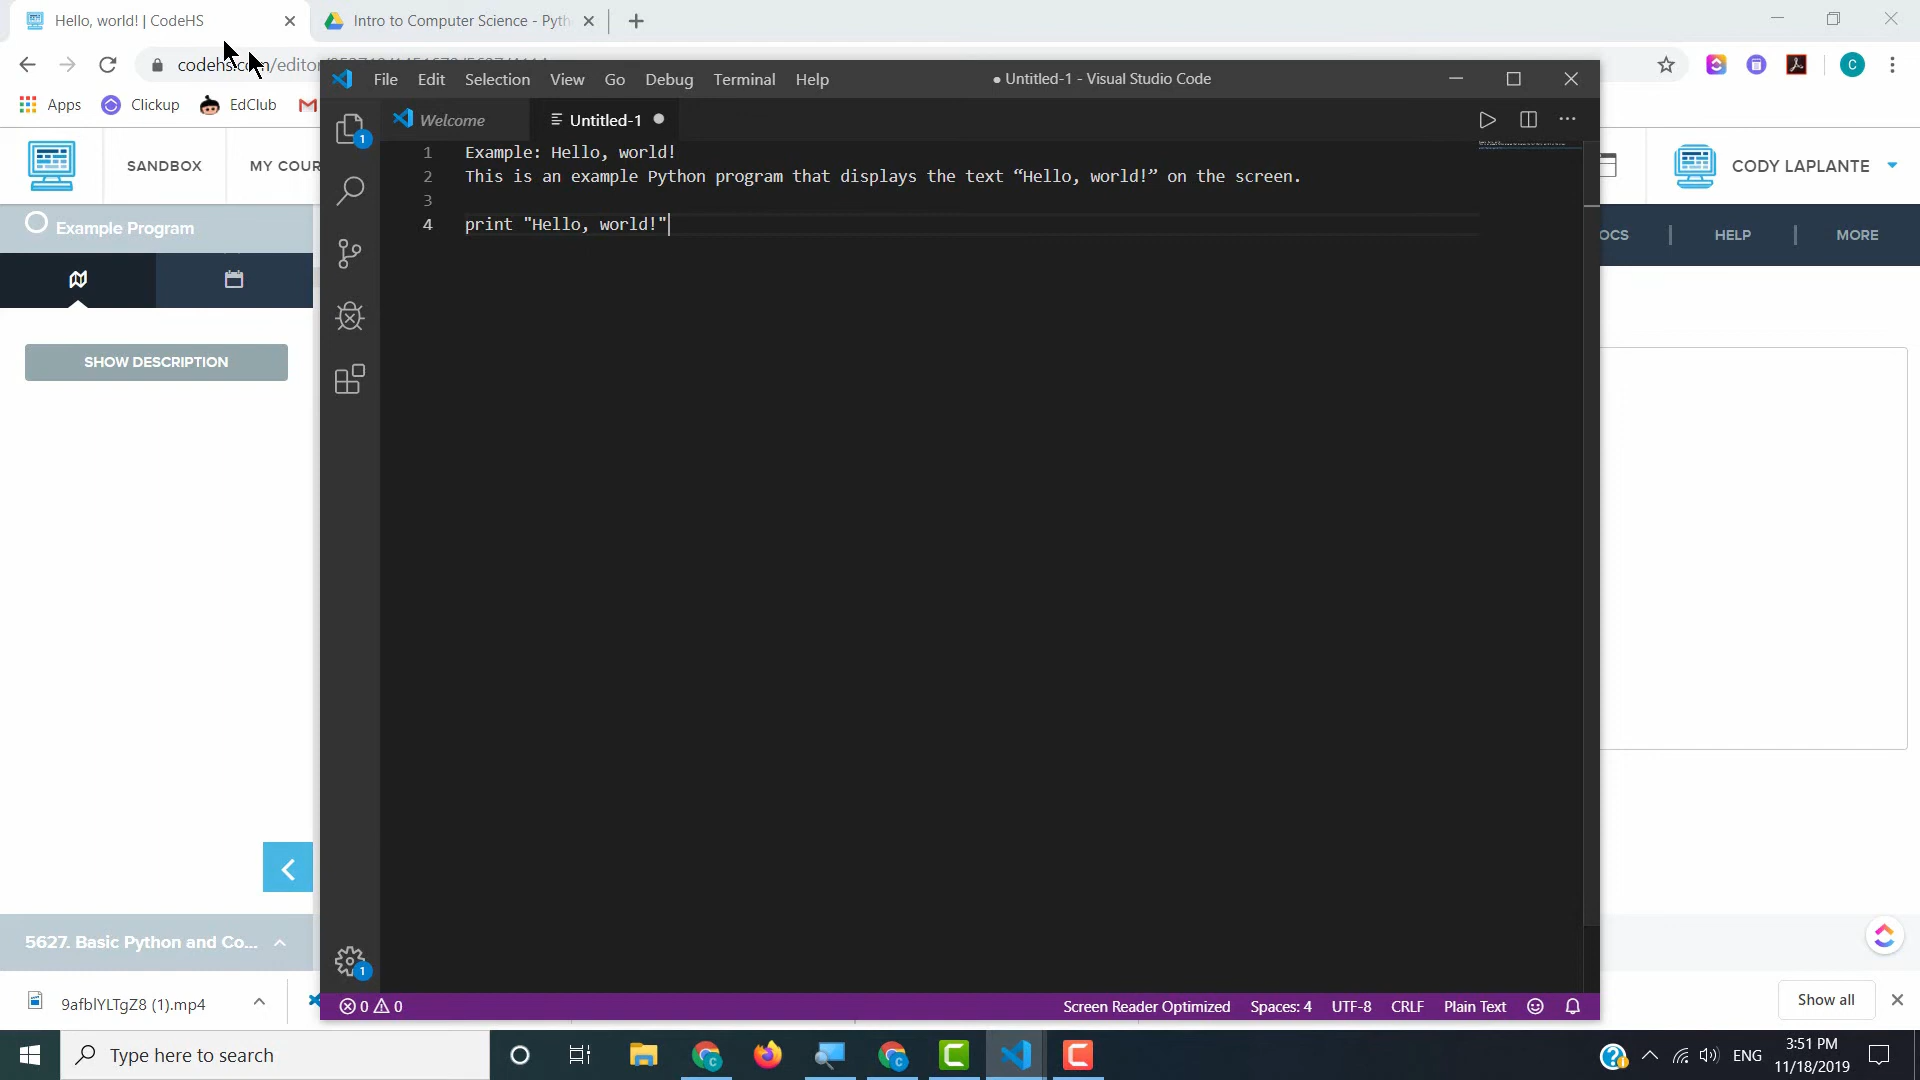 Hello, world! | CodeHS
Intro to Computer Science - Pyth
Apps
Clickup
EdClub
File
Edit
Selection
View
Go
Debug
Terminal
Help
● Untitled-1 - Visual Studio Code
SANDBOX
MY COUR
CODY LAPLANTE
Example Program
OCS
HELP
MORE
SHOW DESCRIPTION
Welcome
Untitled-1
1 Example: Hello, world!
2 This is an example Python program that displays the text “Hello, world!” on the screen.
3
4 print "Hello, world!"
1
1
5627. Basic Python and Co...
0 0
Screen Reader Optimized
Spaces: 4
UTF-8
CRLF
Plain Text
9afblYLTgZ8 (1).mp4
Show all
Type here to search
ENG
3:51 PM
11/18/2019